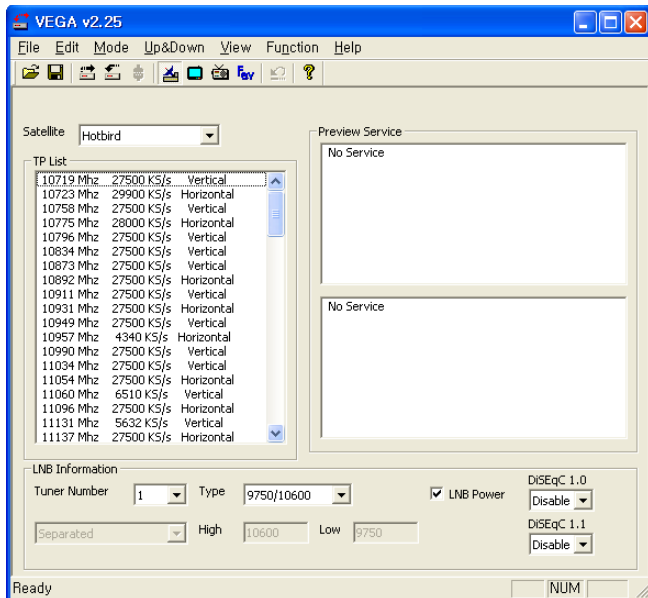 VEGA v2.25
File Edit Mode Up&Down View Function Help
Satellite Hotbird
TP List
10719 Mhz 27500 KS/s Vertical
10723 Mhz 29900 KS/s Horizontal
10758 Mhz 27500 KS/s Vertical
10775 Mhz 28000 KS/s Horizontal
10796 Mhz 27500 KS/s Vertical
10834 Mhz 27500 KS/s Vertical
10873 Mhz 27500 KS/s Vertical
10892 Mhz 27500 KS/s Horizontal
10911 Mhz 27500 KS/s Vertical
10931 Mhz 27500 KS/s Horizontal
10949 Mhz 27500 KS/s Vertical
10957 Mhz 4340 KS/s Horizontal
10990 Mhz 27500 KS/s Vertical
11034 Mhz 27500 KS/s Vertical
11054 Mhz 27500 KS/s Horizontal
11060 Mhz 6510 KS/s Vertical
11096 Mhz 27500 KS/s Horizontal
11131 Mhz 5632 KS/s Vertical
11137 Mhz 27500 KS/s Horizontal
Preview Service
No Service
No Service
LNB Information
Tuner Number 1 Type 9750/10600 LNB Power
DiSEqC 1.0
Disable
Separated High 10600 Low 9750
DiSEqC 1.1
Disable
Ready NUM